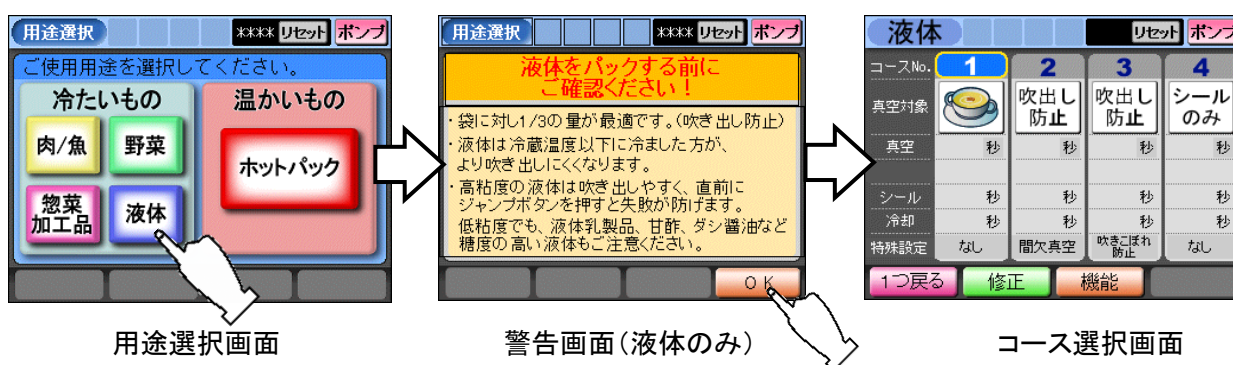 用途選択 **** リセット ポンプ
ご使用用途を選択してください。
冷たいもの
温かいもの
肉/魚
野菜
惣菜
加工品
液体
ホットパック
用途選択画面
用途選択 **** リセット ポンプ
液体をパックする前に
ご確認ください！
・袋に対し1/3の量が最適です。(吹き出し防止)
・液体は冷蔵温度以下に冷ました方が、
より吹き出しにくくなります。
・高粘度の液体は吹き出しやすく、直前に
ジャンプボタンを押すと失敗が防げます。
低粘度でも、液体乳製品、甘酢、ダシ醤油など
糖度の高い液体もご注意ください。
ＯＫ
警告画面（液体のみ）
液体 リセット ポンプ
コースNo. 1 2 3 4
真空対象 吹出し防止 吹出し防止 シールのみ
真空 秒 秒 秒 秒
シール 秒 秒 秒 秒
冷却 秒 秒 秒 秒
特殊設定 なし 間欠真空 吹きこぼれ防止 なし
1つ戻る 修正 機能
コース選択画面